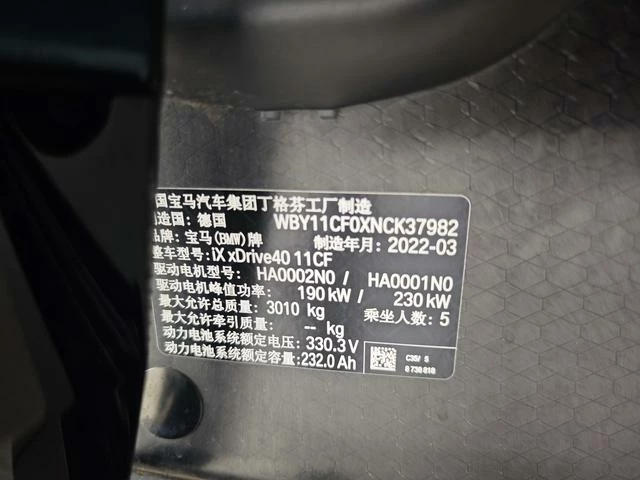 国宝马汽车集团丁格芬工厂制造
造国: 德国 WBY11CF0XNCK37982
品牌: 宝马(BMW)牌 制造年月: 2022-03
整车型号: iX xDrive40 11CF
驱动电机型号: HA0002N0 / HA0001N0
驱动电机峰值功率: 190 kW / 230 kW
最大允许总质量: 3010 kg 乘坐人数: 5
最大允许牵引质量: -- kg
动力电池系统额定电压: 330.3 V
动力电池系统额定容量: 232.0 Ah
C35/ S
8 738 818